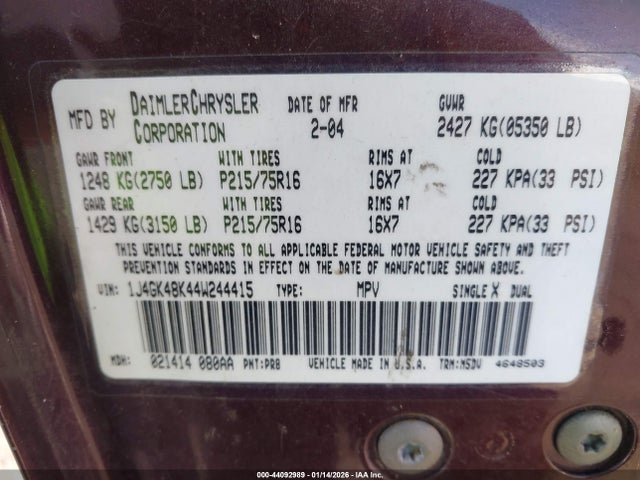 MFD BY DAIMLERCHRYSLER CORPORATION DATE OF MFR 2-04 GVWR 2427 KG(05350 LB)
GAWR FRONT WITH TIRES RIMS AT COLD
1248 KG(2750 LB) P215/75R16 16X7 227 KPA(33 PSI)
GAWR REAR WITH TIRES RIMS AT COLD
1429 KG(3150 LB) P215/75R16 16X7 227 KPA(33 PSI)
THIS VEHICLE CONFORMS TO ALL APPLICABLE FEDERAL MOTOR VEHICLE SAFETY AND THEFT
PREVENTION STANDARDS IN EFFECT ON THE DATE OF MANUFACTURE SHOWN ABOVE.
VIN: 1J4GK48K44W244415 TYPE: MPV SINGLE X DUAL
MDH: 021414 080AA PNT:PR8 VEHICLE MADE IN U.S.A. TRM:MSDV 4648503
000-44092989 - 01/14/2026 - IAA Inc.